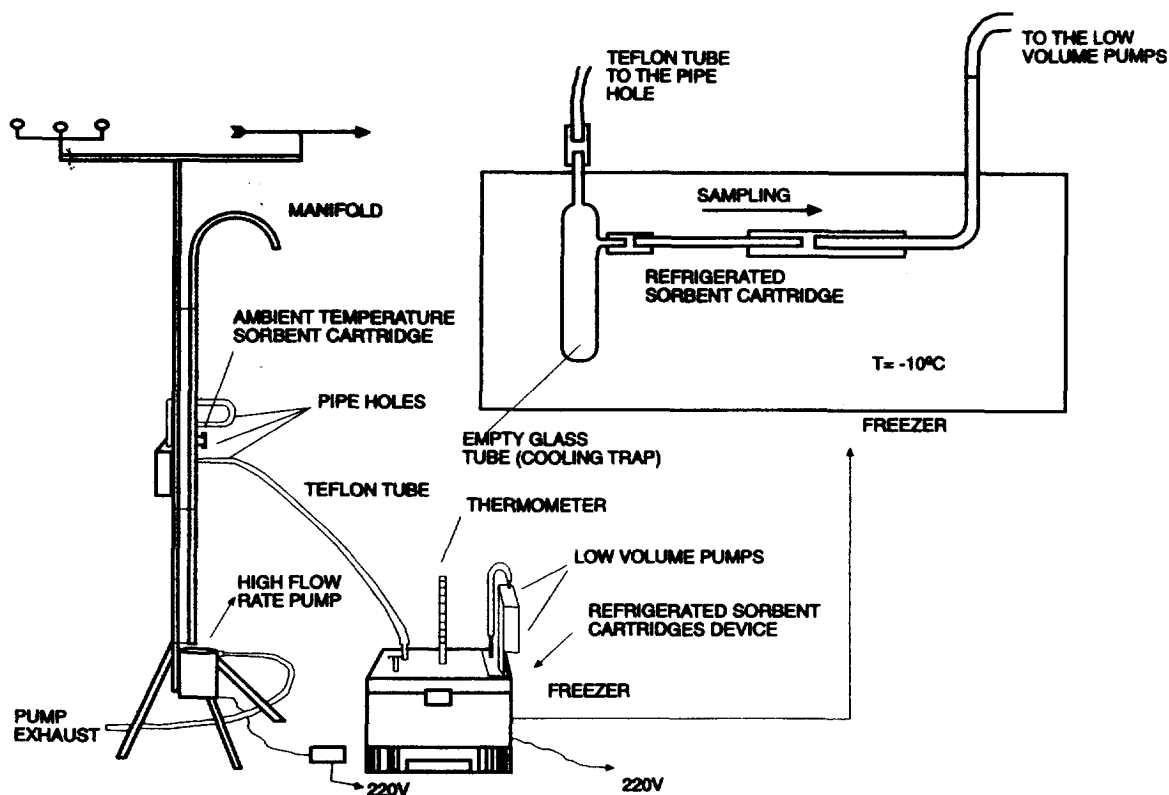 TEFLON TUBE
TO THE PIPE
HOLE
TO THE LOW
VOLUME PUMPS
MANIFOLD
SAMPLING
REFRIGERATED
SORBENT CARTRIDGE
AMBIENT TEMPERATURE
SORBENT CARTRIDGE
T= -10ºC
PIPE HOLES
FREEZER
EMPTY GLASS
TUBE (COOLING TRAP)
TEFLON TUBE
THERMOMETER
LOW VOLUME PUMPS
HIGH FLOW
RATE PUMP
REFRIGERATED SORBENT
CARTRIDGES DEVICE
FREEZER
PUMP
EXHAUST
220V
220V